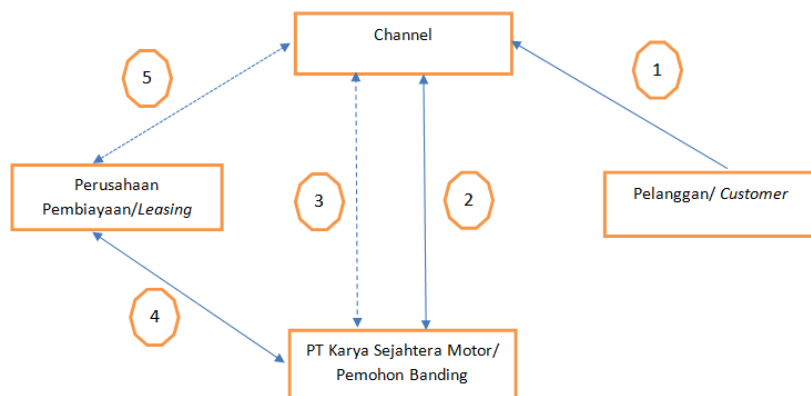 Channel
5
1
Perusahaan
Pembiayaan/Leasing
3
2
Pelanggan/ Customer
4
PT Karya Sejahtera Motor/
Pemohon Banding